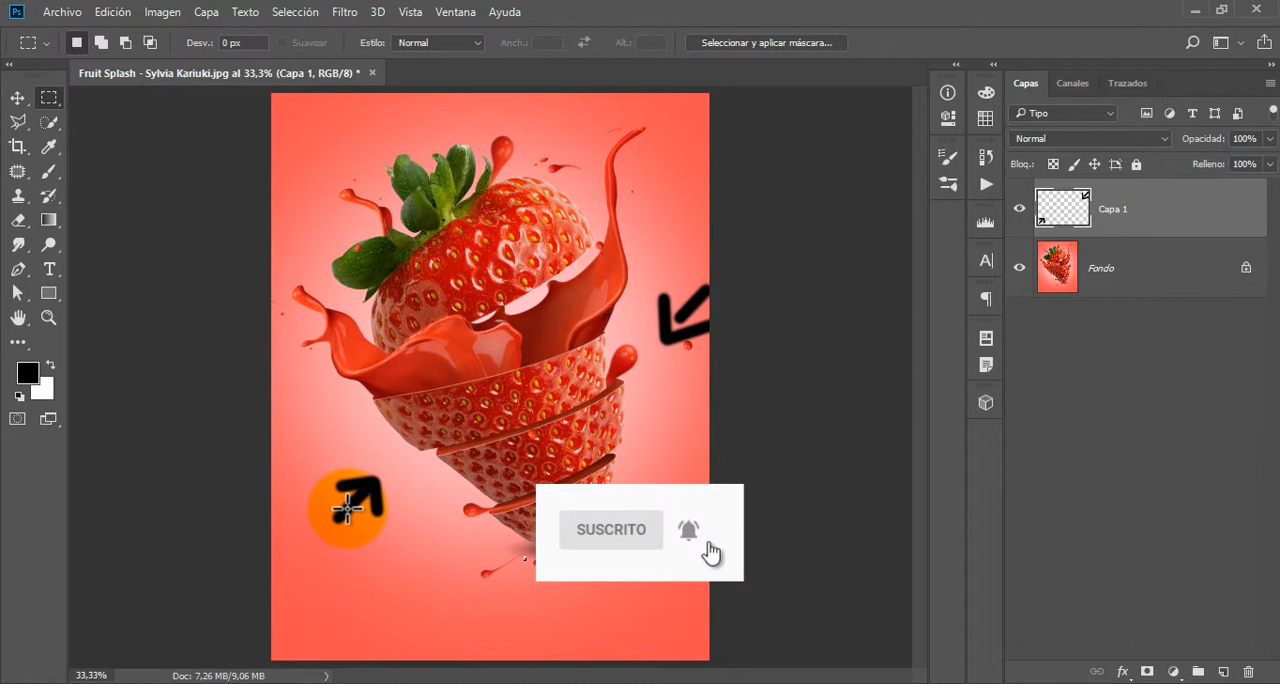 Ps Archivo Edición Imagen Capa Texto Selección Filtro 3D Vista Ventana Ayuda
Desv.: 0 px Suavizar Estilo: Normal Anch.: Alt.: Seleccionar y aplicar máscara...
Fruit Splash - Sylvia Kariuki.jpg al 33,3% (Capa 1, RGB/8) *
Capas Canales Trazados
Tipo
Normal Opacidad: 100%
Bloq.: Relleno: 100%
Capa 1
Fondo
SUSCRITO
33,33% Doc: 7,26 MB/9,06 MB